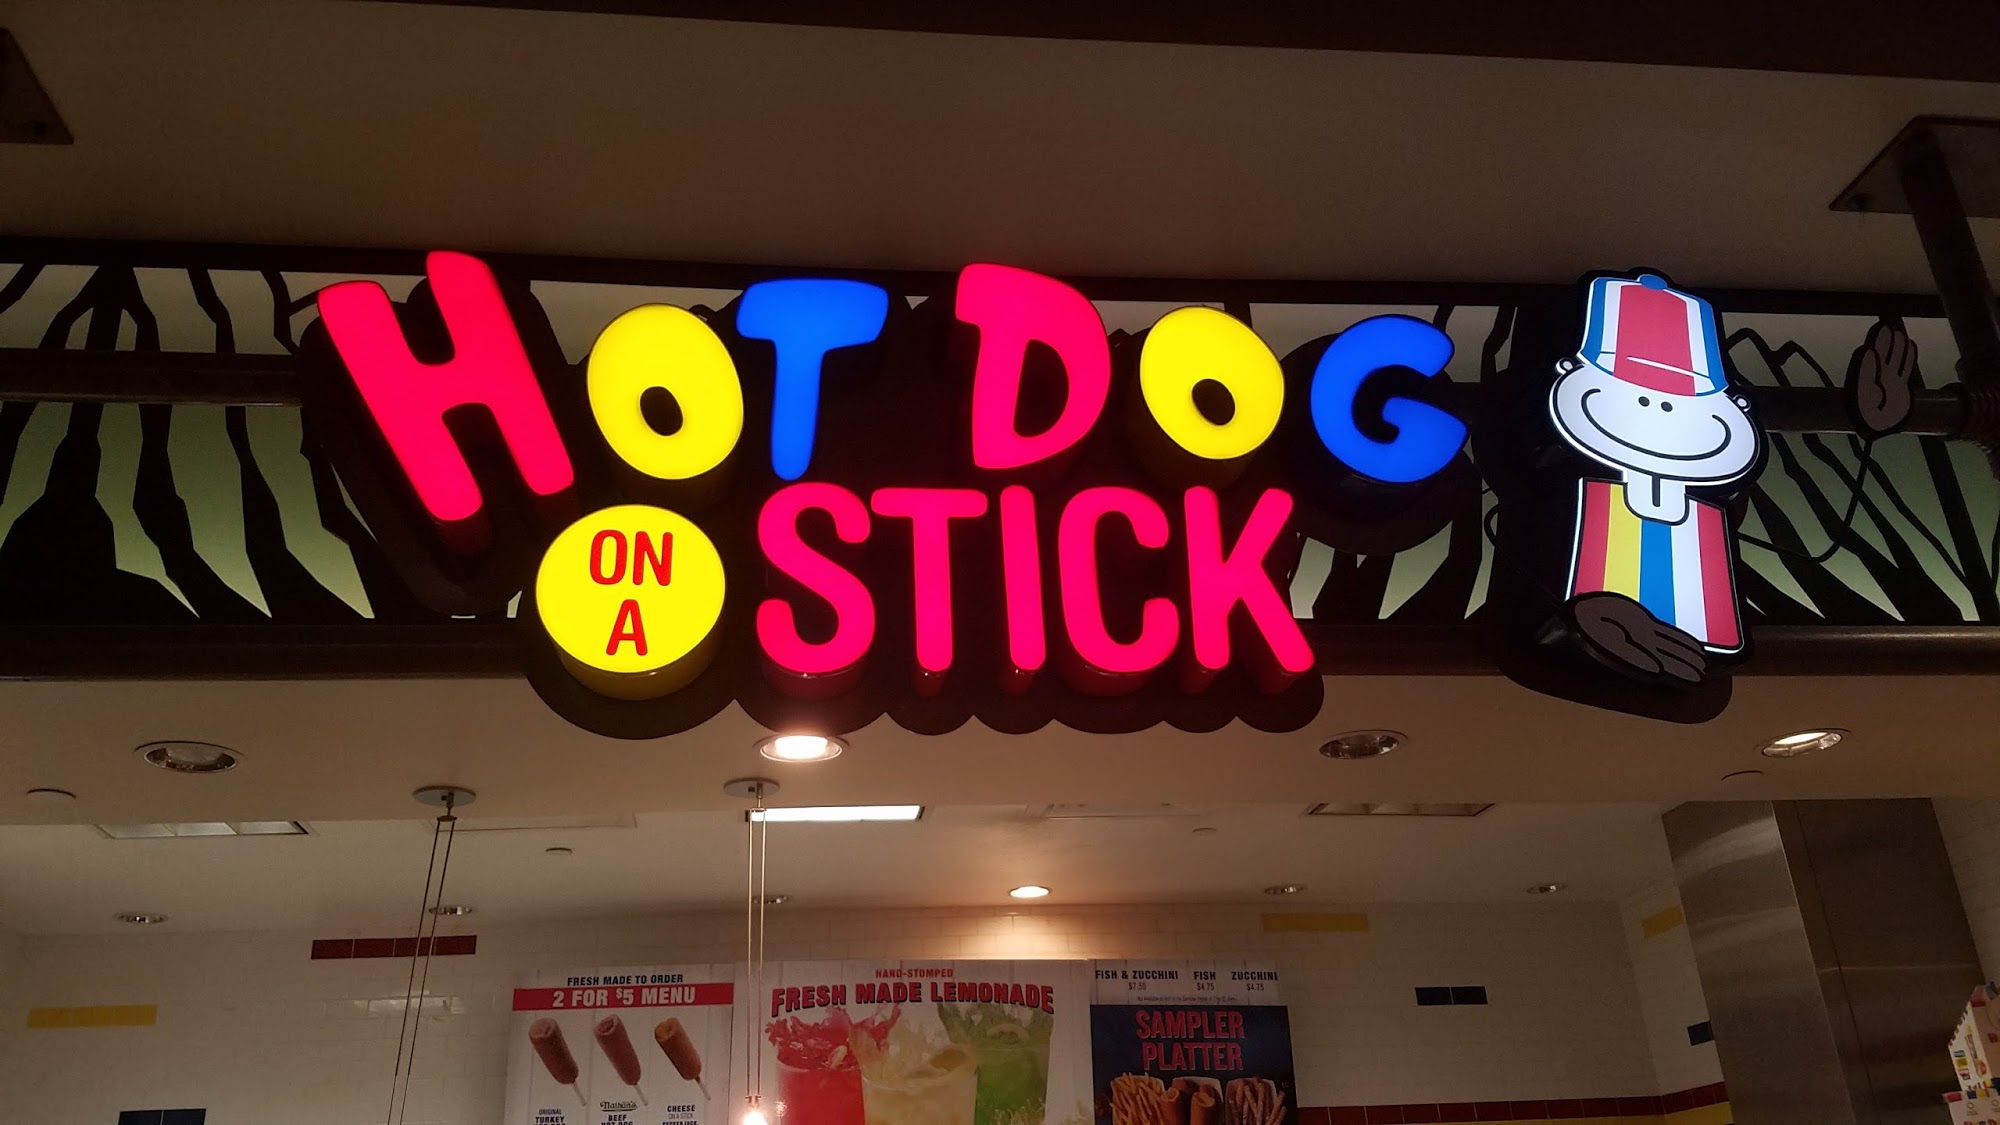 HOT DOG
ON
A
STICK
FRESH MADE TO ORDER
2 FOR $5 MENU
ORIGINAL
TURKEY
Nathan's
BEEF
HOT DOG
CHEESE
ON A STICK
PEPPERJACK
HAND-STOMPED
FRESH MADE LEMONADE
FISH & ZUCCHINI FISH ZUCCHINI
$7.50 $4.75 $4.75
SAMPLER
PLATTER